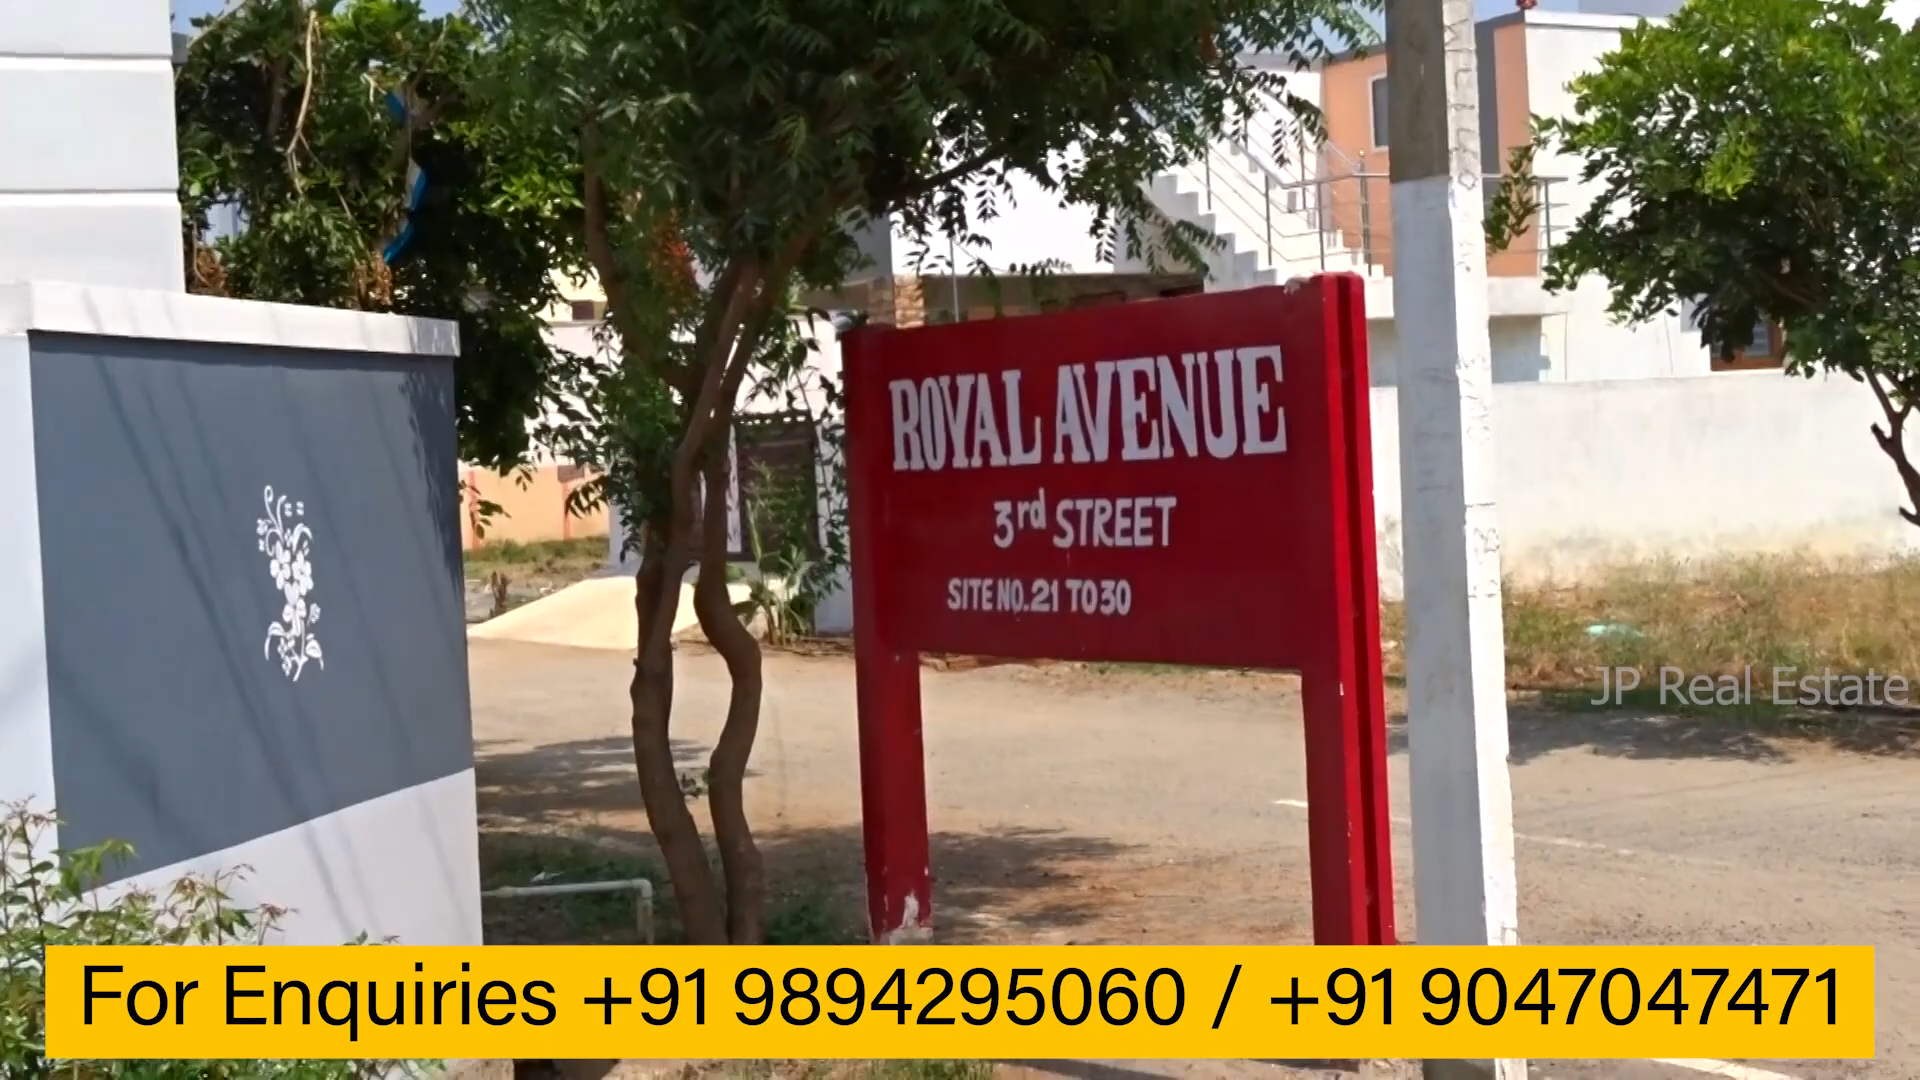 ROYAL AVENUE
3rd STREET
SITE NO.21 TO 30
JP Real Estate
For Enquiries +91 9894295060 / +91 9047047471